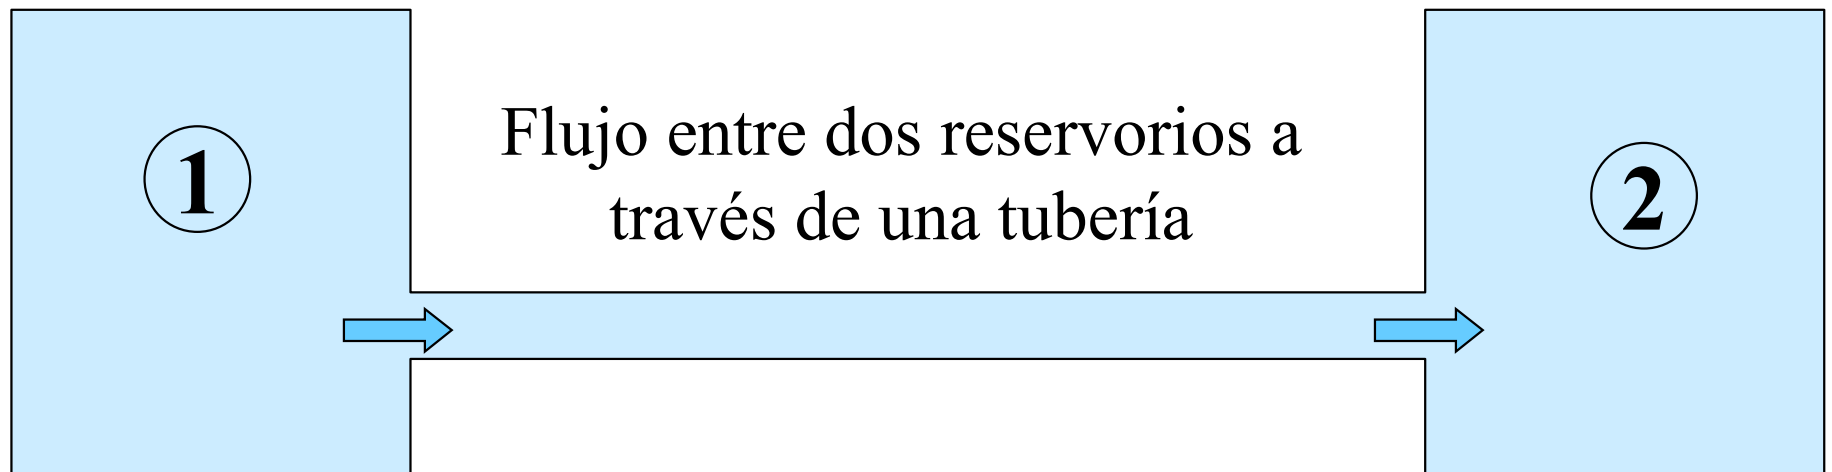 1
Flujo entre dos reservorios a
través de una tubería
2